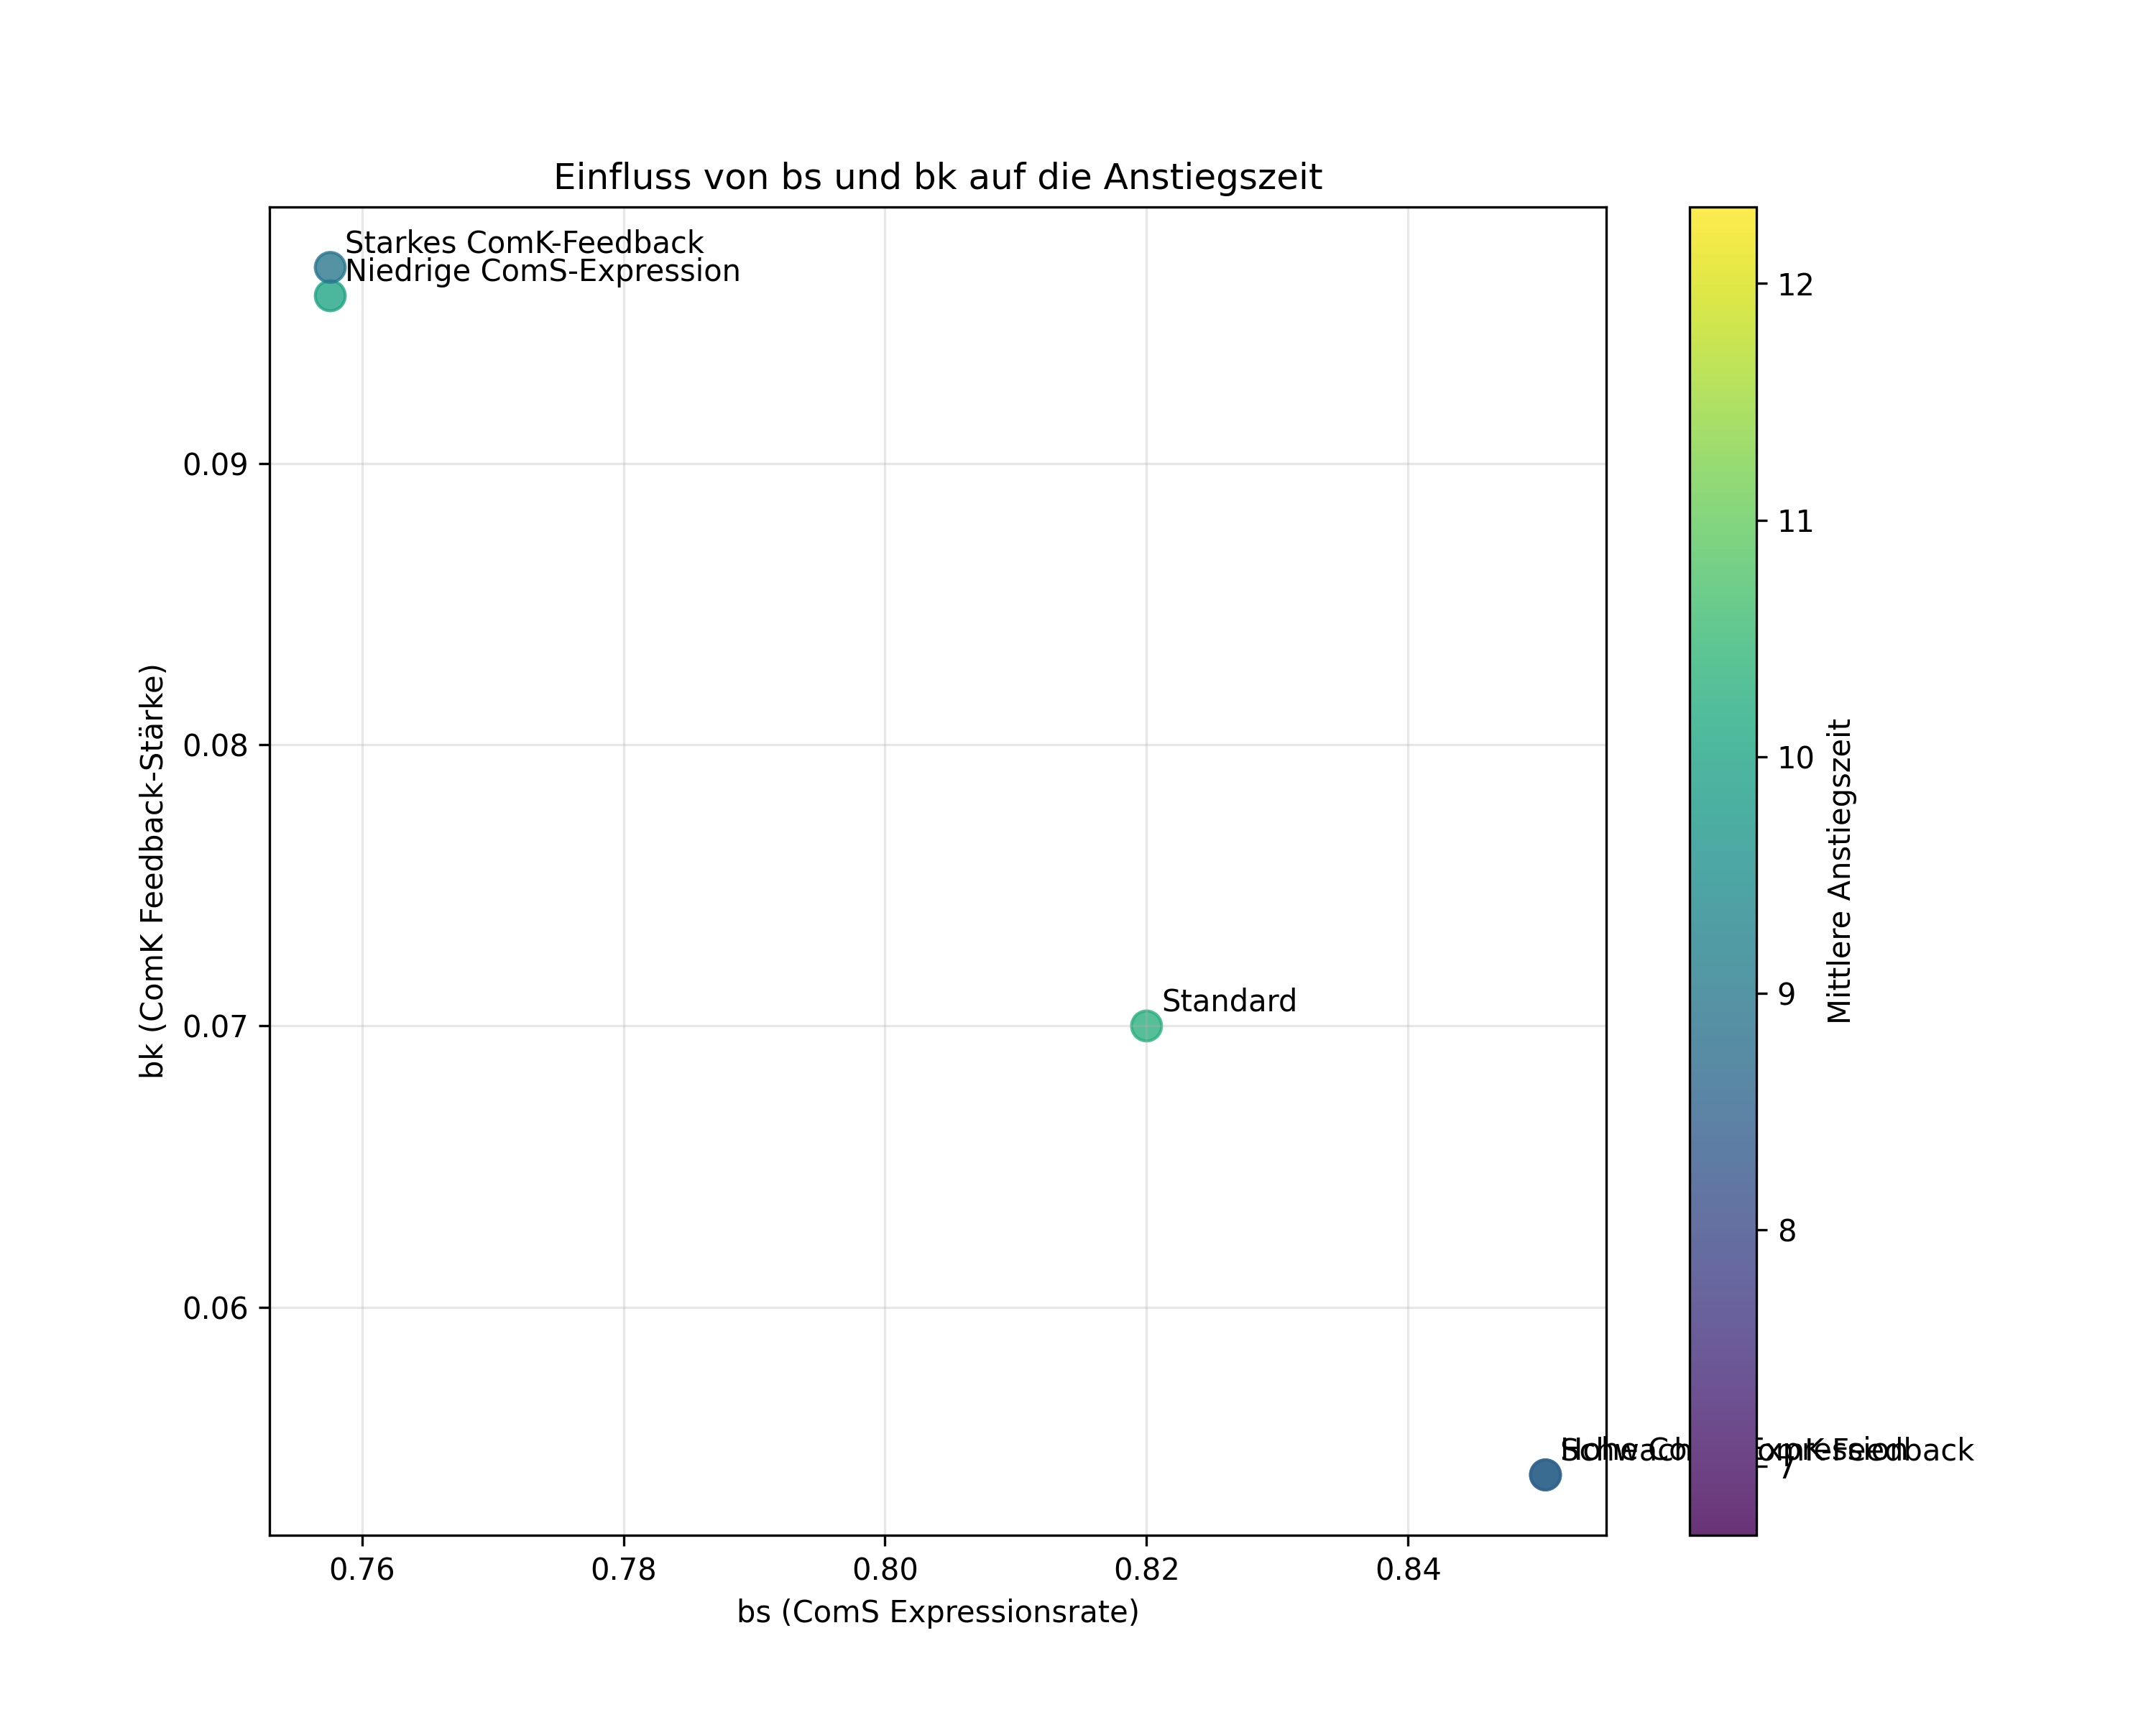 Einfluss von bs und bk auf die Anstiegszeit
Starkes ComK-Feedback
Niedrige ComS-Expression
Standard
0.09
0.08
0.07
0.06
bk (ComK Feedback-Stärke)
0.76
0.78
0.80
0.82
0.84
bs (ComS Expressionsrate)
12
11
10
9
8
7
Mittlere Anstiegszeit